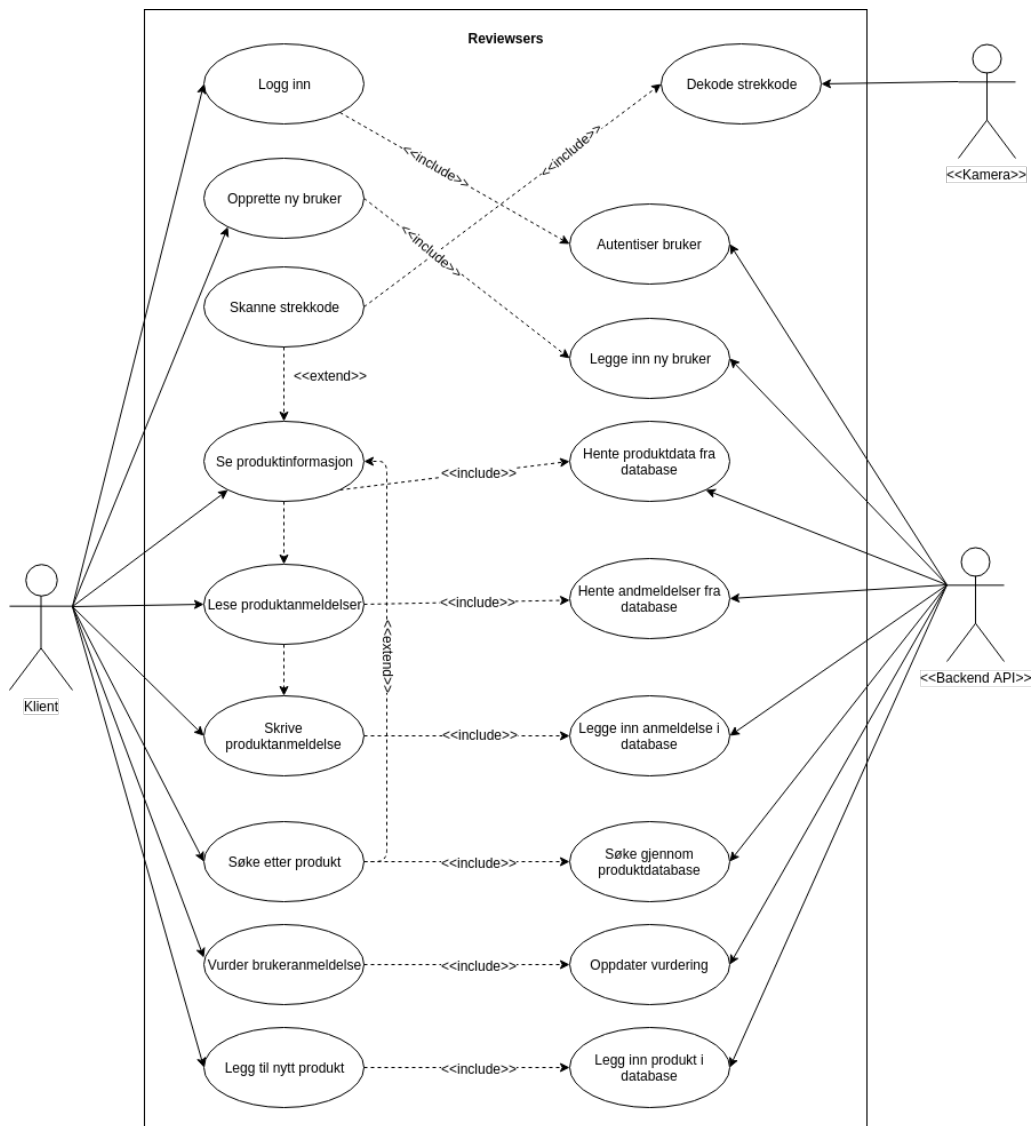 Reviewsers
Logg inn
Dekode strekkode
<<Kamera>>
<<include>>
<<include>>
Opprette ny bruker
Autentiser bruker
<<include>>
Skanne strekkode
Legge inn ny bruker
<<extend>>
Se produktinformasjon
<<include>>
Hente produktdata fra
database
Lese produktanmeldelser
<<include>>
Hente andmeldelser fra
database
<<extend>>
Klient
<<Backend API>>
Skrive
produktanmeldelse
<<include>>
Legge inn anmeldelse i
database
Søke etter produkt
<<include>>
Søke gjennom
produktdatabase
Vurder brukeranmeldelse
<<include>>
Oppdater vurdering
Legg til nytt produkt
<<include>>
Legg inn produkt i
database